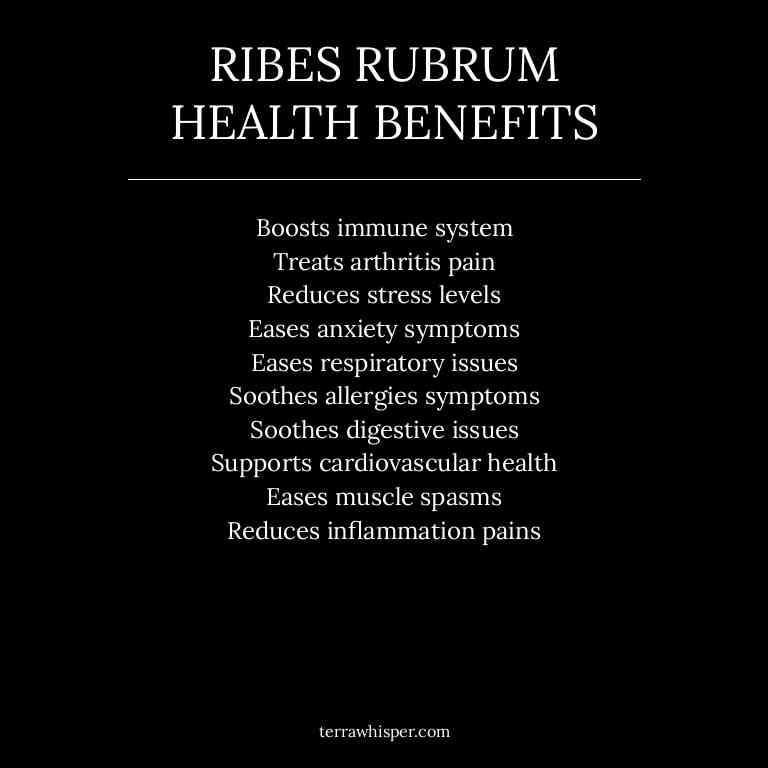 RIBES RUBRUM
HEALTH BENEFITS
Boosts immune system
Treats arthritis pain
Reduces stress levels
Eases anxiety symptoms
Eases respiratory issues
Soothes allergies symptoms
Soothes digestive issues
Supports cardiovascular health
Eases muscle spasms
Reduces inflammation pains
terrawhisper.com